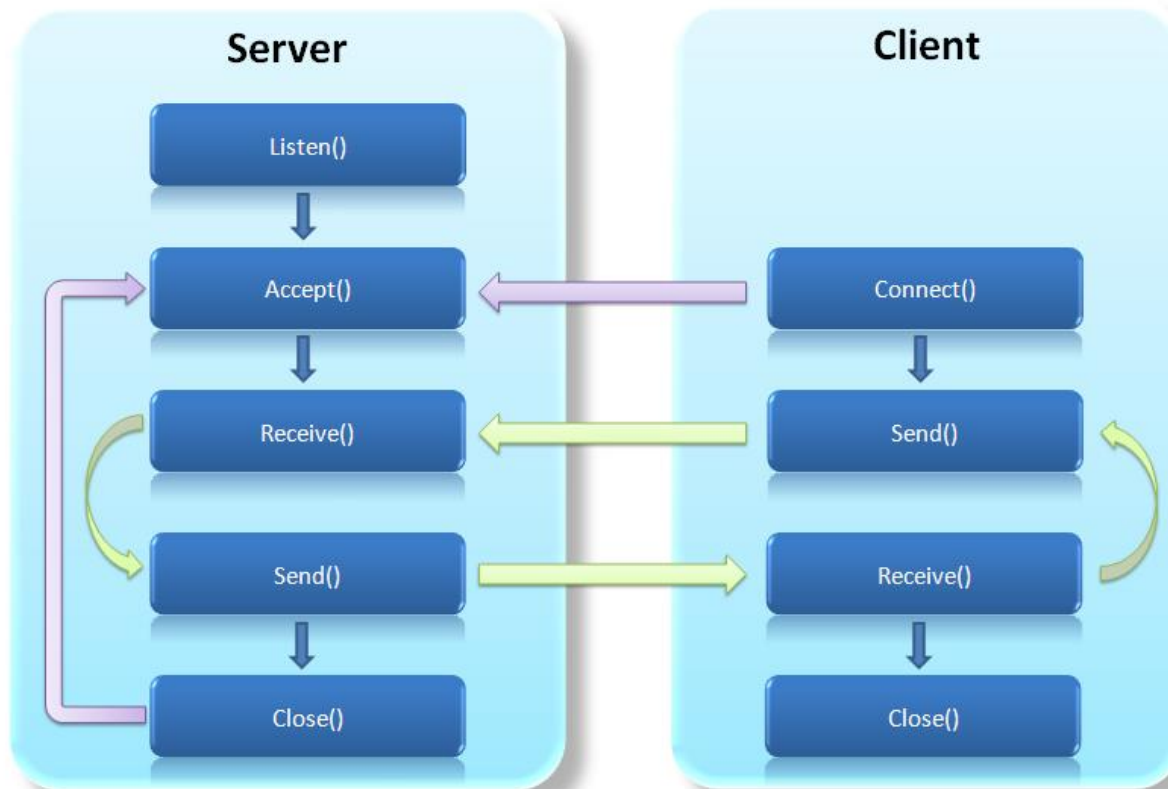 Server
Listen()
Accept()
Receive()
Send()
Close()
Client
Connect()
Send()
Receive()
Close()